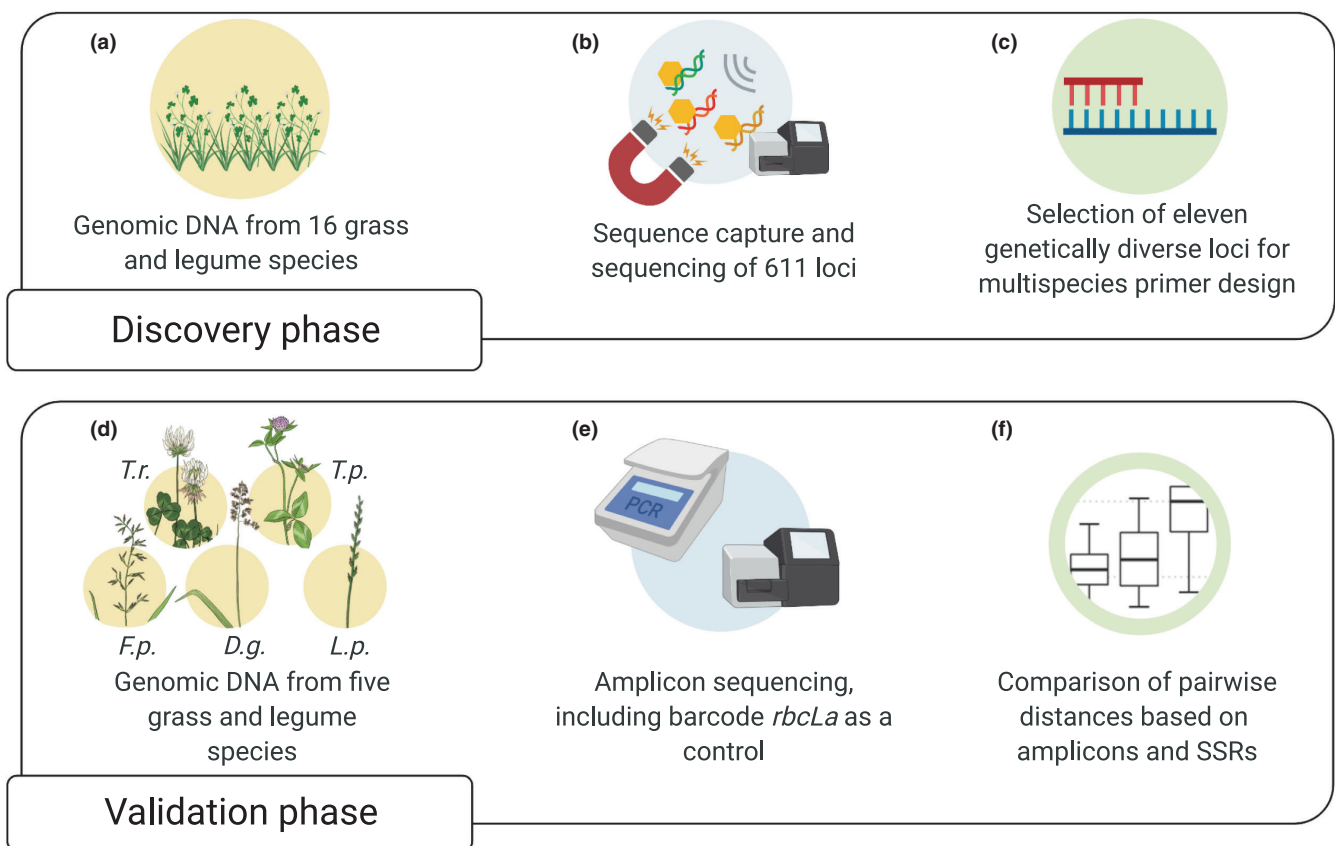 (a)
Genomic DNA from 16 grass
and legume species
(b)
Sequence capture and
sequencing of 611 loci
(c)
Selection of eleven
genetically diverse loci for
multispecies primer design
Discovery phase
(d)
T.r.
T.p.
F.p.
D.g.
L.p.
Genomic DNA from five
grass and legume
species
(e)
PCR
Amplicon sequencing,
including barcode rbcLa as a
control
(f)
Comparison of pairwise
distances based on
amplicons and SSRs
Validation phase